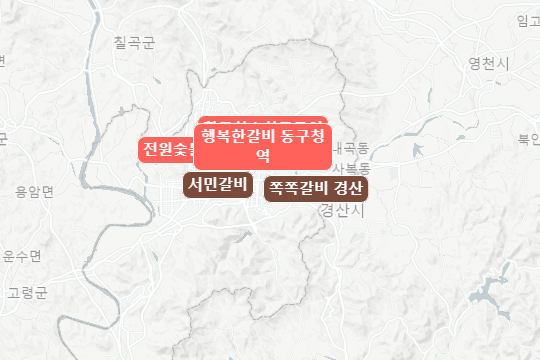 임고
칠곡군
영천시
북안
전원숯불
행복한갈비 동구청
역
내곡동
사복동
서민갈비
쪽쪽갈비 경산
경산시
용암면
운수면
고령군